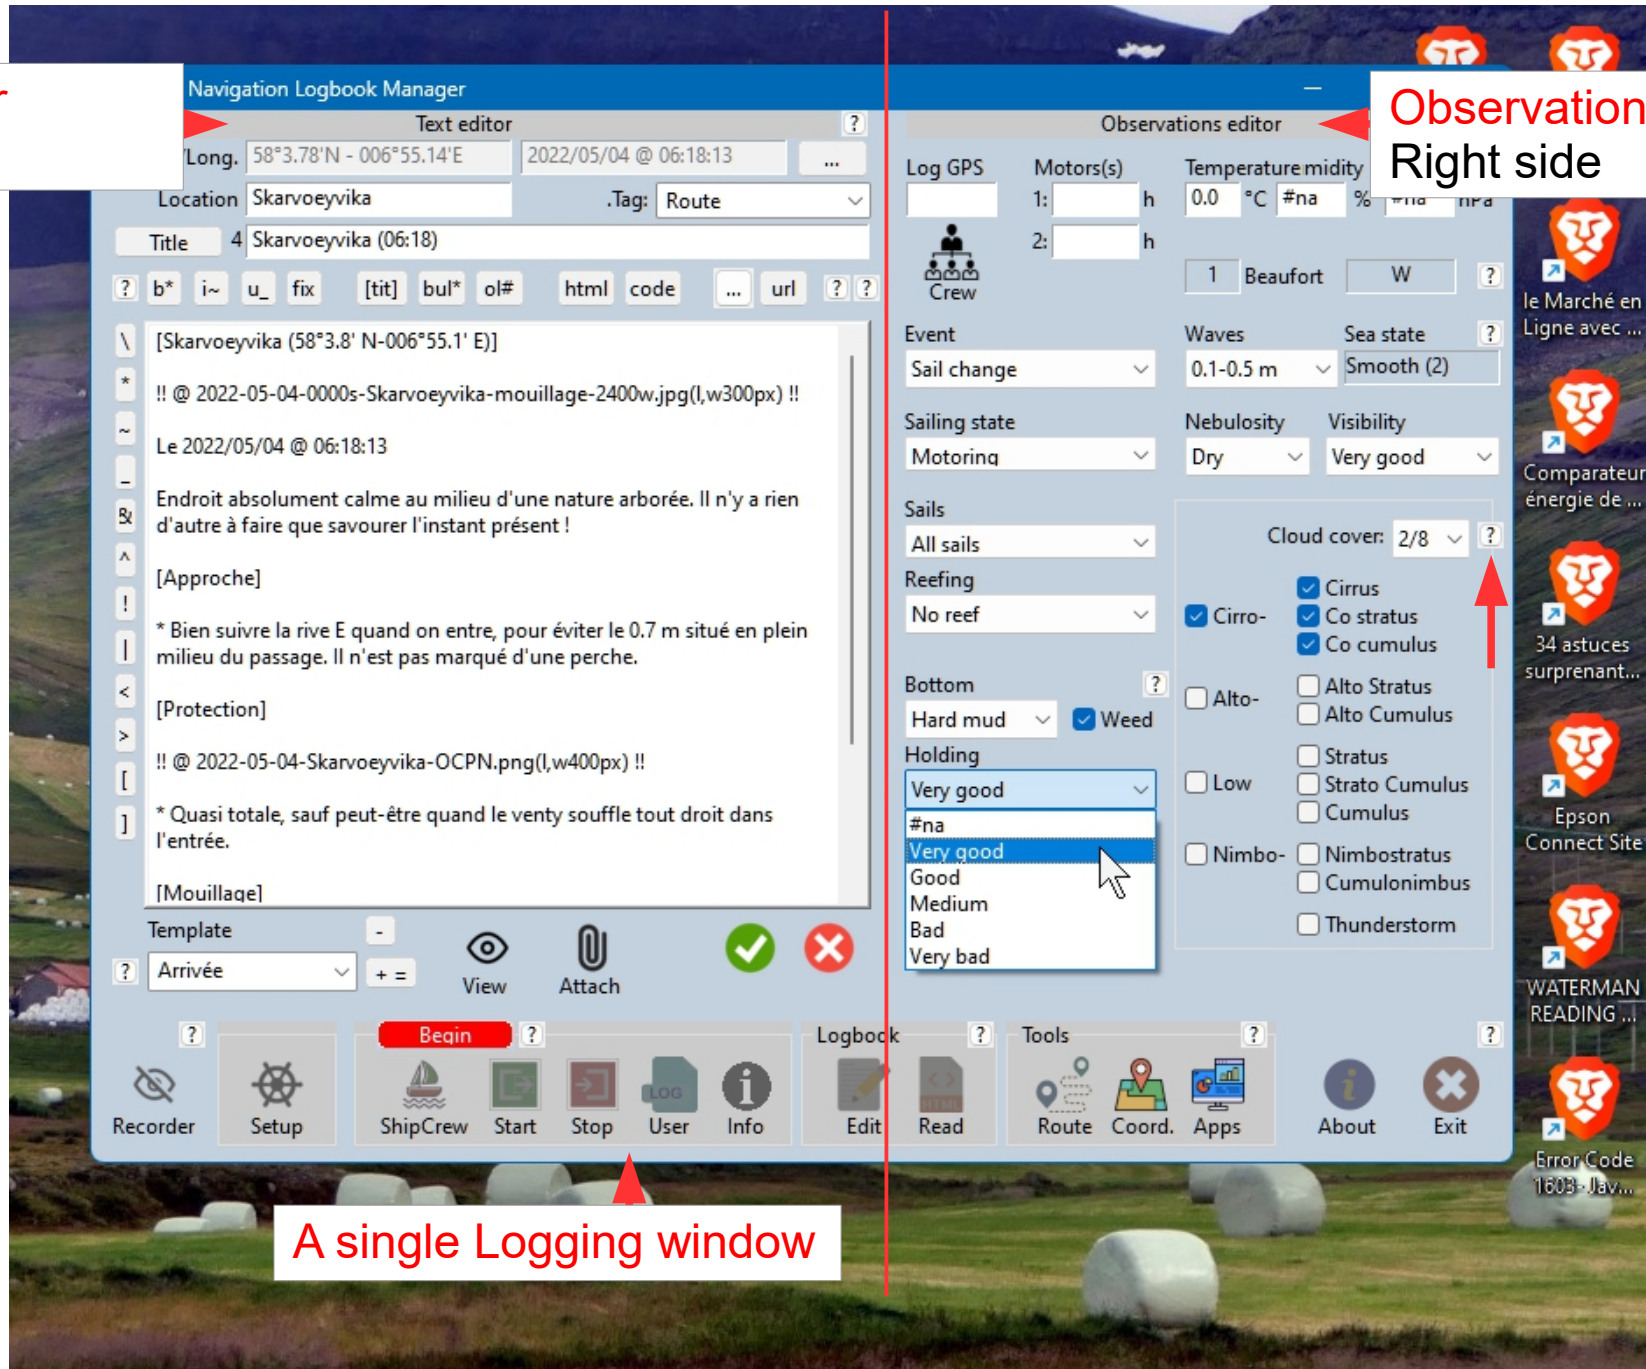 Navigation Logbook Manager
Text editor ?
Observations editor
Observation
Right side
/Long. 58°3.78'N - 006°55.14'E 2022/05/04 @ 06:18:13 ...
Location Skarvoeyvika .Tag: Route
Title 4 Skarvoeyvika (06:18)
? b* i~ u_ fix [tit] bul* ol# html code ... url ? ?
\
*
~
_
&
^
!
|
<
>
[
]
[Skarvoeyvika (58°3.8' N-006°55.1' E)]
!! @ 2022-05-04-0000s-Skarvoeyvika-mouillage-2400w.jpg(l,w300px) !!
Le 2022/05/04 @ 06:18:13
Endroit absolument calme au milieu d'une nature arborée. Il n'y a rien
d'autre à faire que savourer l'instant présent !
[Approche]
* Bien suivre la rive E quand on entre, pour éviter le 0.7 m situé en plein
milieu du passage. Il n'est pas marqué d'une perche.
[Protection]
!! @ 2022-05-04-Skarvoeyvika-OCPN.png(l,w400px) !!
* Quasi totale, sauf peut-être quand le venty souffle tout droit dans
l'entrée.
[Mouillage]
Template -
? Arrivée + =
View Attach
Log GPS Motors(s) Temperature midity
1: h 0.0 °C #na % #na hPa
2: h
Crew
1 Beaufort W ?
Event Waves Sea state ?
Sail change 0.1-0.5 m Smooth (2)
Sailing state Nebulosity Visibility
Motoring Dry Very good
Sails
All sails
Cloud cover: 2/8 ?
Reefing
No reef
Cirro- Cirrus
Co stratus
Co cumulus
Bottom ?
Hard mud Weed
Alto- Alto Stratus
Alto Cumulus
Holding
Very good
#na
Very good
Good
Medium
Bad
Very bad
Low Stratus
Strato Cumulus
Cumulus
Nimbo- Nimbostratus
Cumulonimbus
Thunderstorm
? Begin ? Logbook ? Tools ? ?
LOG
HTML
Recorder Setup ShipCrew Start Stop User Info Edit Read Route Coord. Apps About Exit
A single Logging window
le Marché en
Ligne avec ...
Comparateur
énergie de ...
34 astuces
surprenant...
Epson
Connect Site
WATERMAN
READING ...
Error Code
1603- Jav...